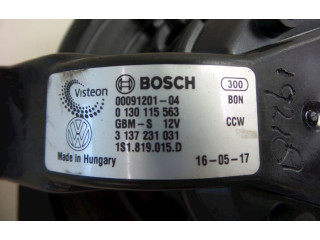 Visteon
BOSCH
00091201-04
0 130 115 563
GBM-S 12V
3 137 231 031
1S1.819.015.D
Made in Hungary
300
BON
CCW
16-05-17